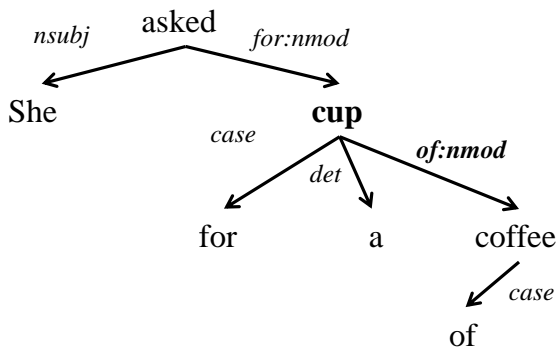 asked
nsubj for:nmod
She cup
case of:nmod
det
for a coffee
case
of